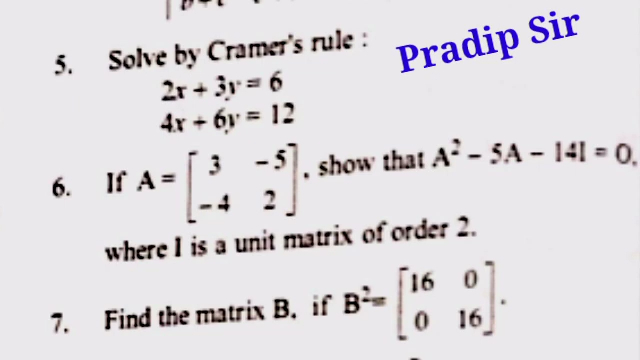 Pradip Sir
5. Solve by Cramer's rule :
2x + 3y = 6
4x + 6y = 12
6. If A = [ 3 -5 ], show that A² - 5A - 14I = 0,
[ -4 2 ]
where I is a unit matrix of order 2.
7. Find the matrix B, if B² = [ 16 0 ].
[ 0 16 ]